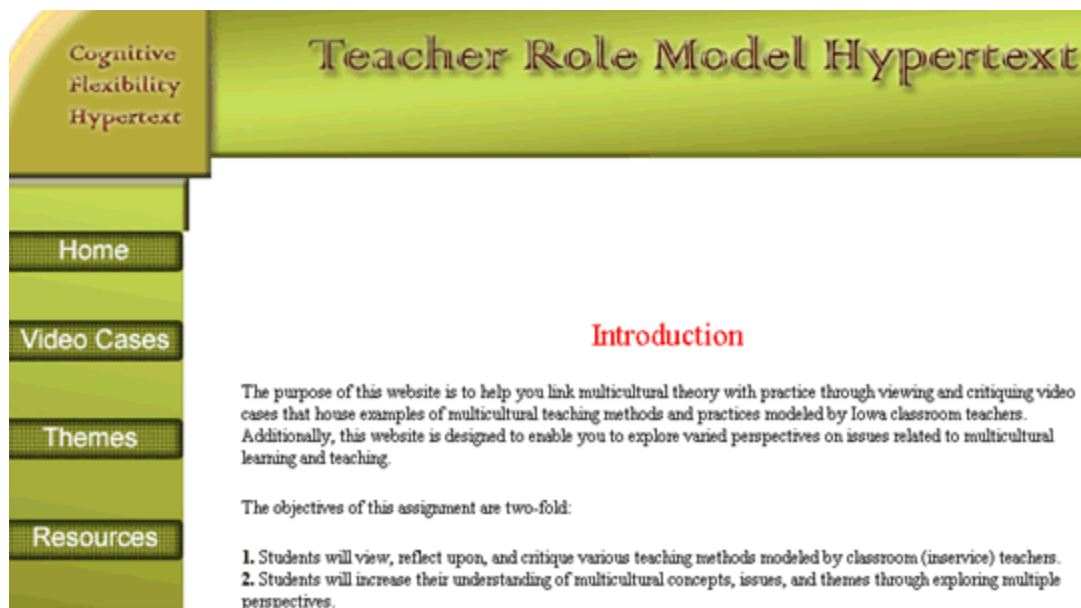 Cognitive
Flexibility
Hypertext
Teacher Role Model Hypertext
Home
Video Cases
Themes
Resources
Introduction
The purpose of this website is to help you link multicultural theory with practice through viewing and critiquing video
cases that house examples of multicultural teaching methods and practices modeled by Iowa classroom teachers.
Additionally, this website is designed to enable you to explore varied perspectives on issues related to multicultural
learning and teaching.
The objectives of this assignment are two-fold:
1. Students will view, reflect upon, and critique various teaching methods modeled by classroom (inservice) teachers.
2. Students will increase their understanding of multicultural concepts, issues, and themes through exploring multiple
perspectives.